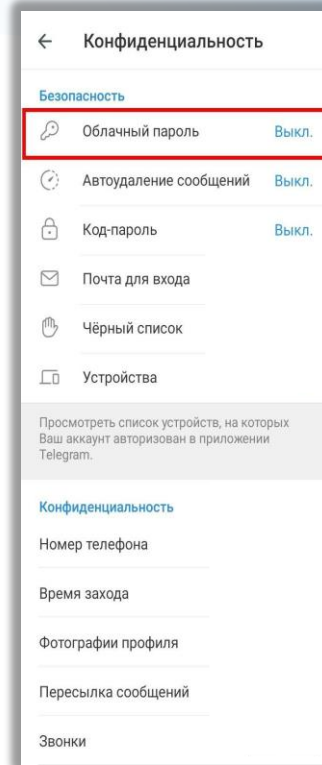 Конфиденциальность
Безопасность
Облачный пароль Выкл.
Автоудаление сообщений Выкл.
Код-пароль Выкл.
Почта для входа
Чёрный список
Устройства
Просмотреть список устройств, на которых
Ваш аккаунт авторизован в приложении
Telegram.
Конфиденциальность
Номер телефона
Время захода
Фотографии профиля
Пересылка сообщений
Звонки